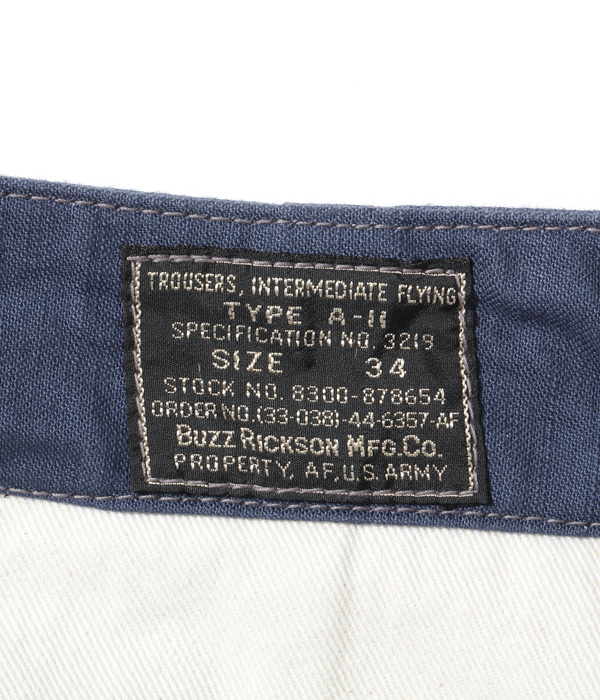 TROUSERS, INTERMEDIATE FLYING
TYPE A-11
SPECIFICATION NO. 3219
SIZE 34
STOCK NO. 8300-878654
ORDER NO. (33-038)-44-6357-AF
BUZZ RICKSON MFG. CO.
PROPERTY, AF, U.S. ARMY